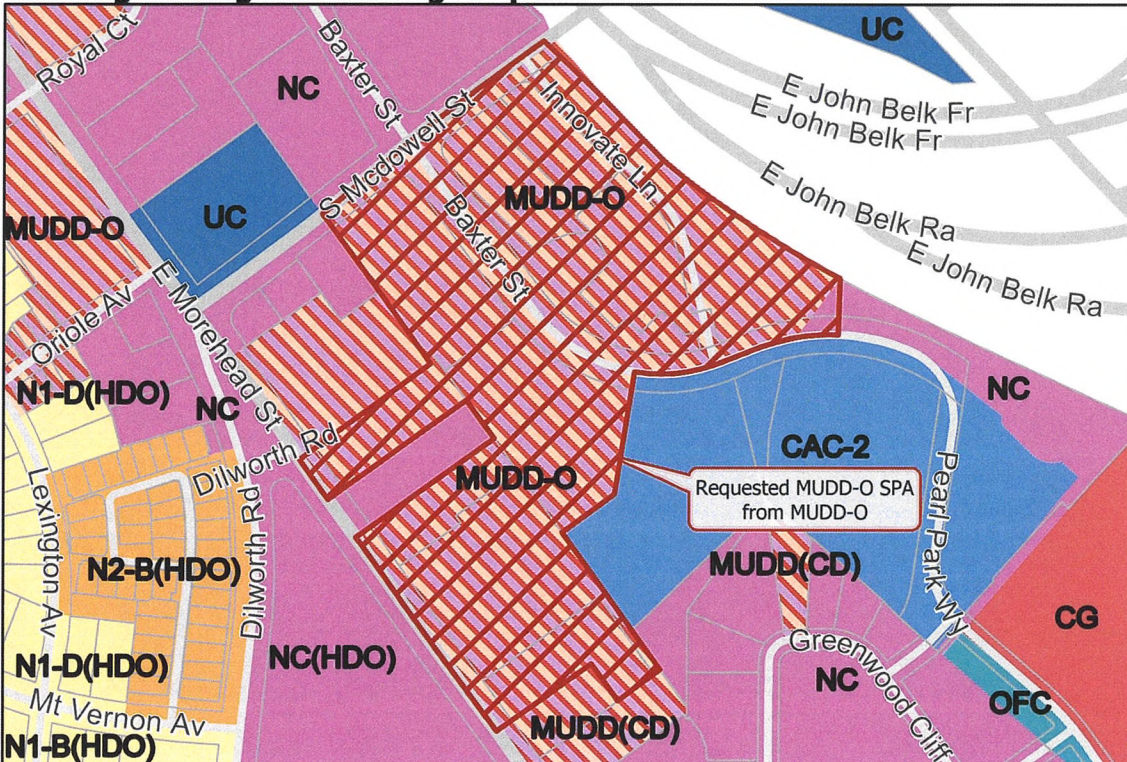 UC
Royal Ct
Baxter St
NC
E John Belk Fr
E John Belk Fr
S Mcdowell St
Innovate Ln
MUDD-O
E John Belk Ra
E John Belk Ra
MUDD-O
UC
Baxter St
Oriole Av
E Morehead St
N1-D(HDO)
NC
NC
CAC-2
Dilworth Rd
MUDD-O
Requested MUDD-O SPA
from MUDD-O
Lexington Av
Dilworth Rd
Pearl Park Wy
N2-B(HDO)
MUDD(CD)
CG
Greenwood Cliff
NC(HDO)
N1-D(HDO)
NC
OFC
Mt Vernon Av
MUDD(CD)
N1-B(HDO)